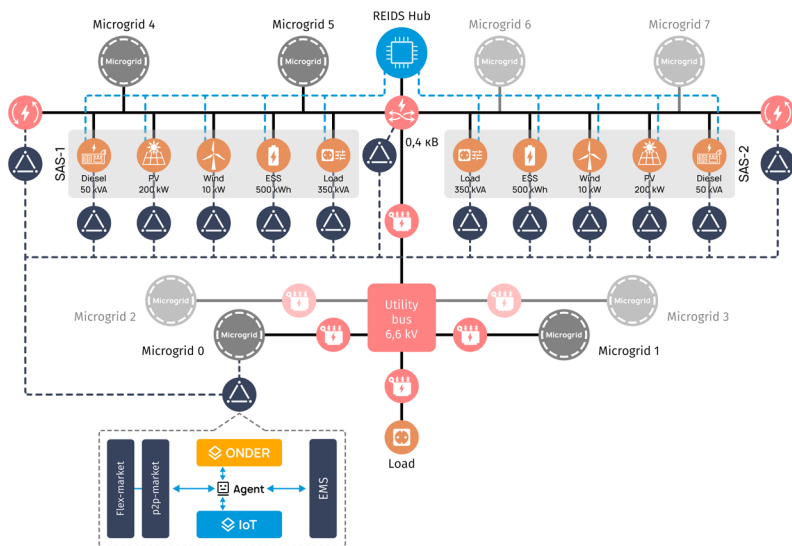 REIDS Hub
Microgrid 4
Microgrid 5
Microgrid 6
Microgrid 7
Microgrid
Microgrid
Microgrid
Microgrid
0,4 кВ
SAS-1
Diesel
50 kVA
PV
200 kW
Wind
10 kW
ESS
500 kWh
Load
350 kVA
Load
350 kVA
ESS
500 kWh
Wind
10 kW
PV
200 kW
Diesel
50 kVA
SAS-2
Microgrid 2
Microgrid
Utility
bus
6,6 kV
Microgrid
Microgrid 3
Microgrid 0
Microgrid
Microgrid
Microgrid 1
Load
Flex-market
p2p-market
ONDER
Agent
IoT
EMS